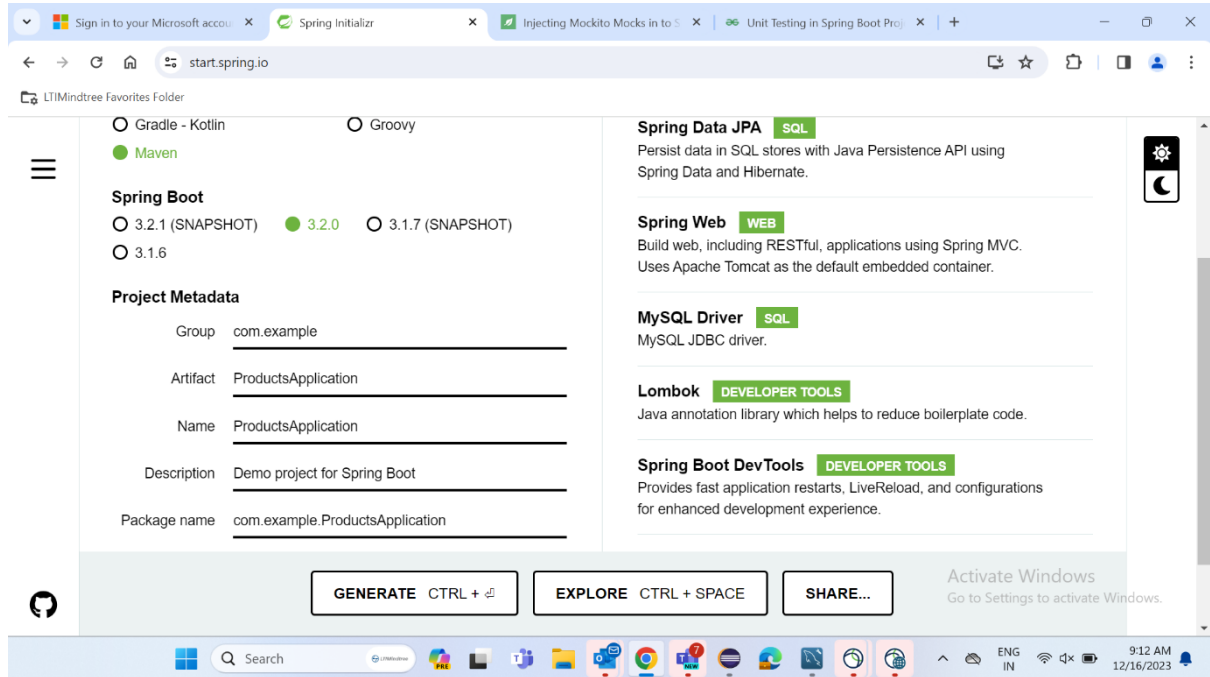 Sign in to your Microsoft accou
Spring Initializr
Injecting Mockito Mocks in to S
Unit Testing in Spring Boot Proj
start.spring.io
LTIMindtree Favorites Folder
Gradle - Kotlin
Groovy
Maven
Spring Boot
3.2.1 (SNAPSHOT)
3.2.0
3.1.7 (SNAPSHOT)
3.1.6
Project Metadata
Group com.example
Artifact ProductsApplication
Name ProductsApplication
Description Demo project for Spring Boot
Package name com.example.ProductsApplication
Spring Data JPA SQL
Persist data in SQL stores with Java Persistence API using
Spring Data and Hibernate.
Spring Web WEB
Build web, including RESTful, applications using Spring MVC.
Uses Apache Tomcat as the default embedded container.
MySQL Driver SQL
MySQL JDBC driver.
Lombok DEVELOPER TOOLS
Java annotation library which helps to reduce boilerplate code.
Spring Boot DevTools DEVELOPER TOOLS
Provides fast application restarts, LiveReload, and configurations
for enhanced development experience.
GENERATE CTRL + ⏎
EXPLORE CTRL + SPACE
SHARE...
Activate Windows
Go to Settings to activate Windows.
Search
LTIMindtree
PRE
NEW
7
ENG
IN
9:12 AM
12/16/2023